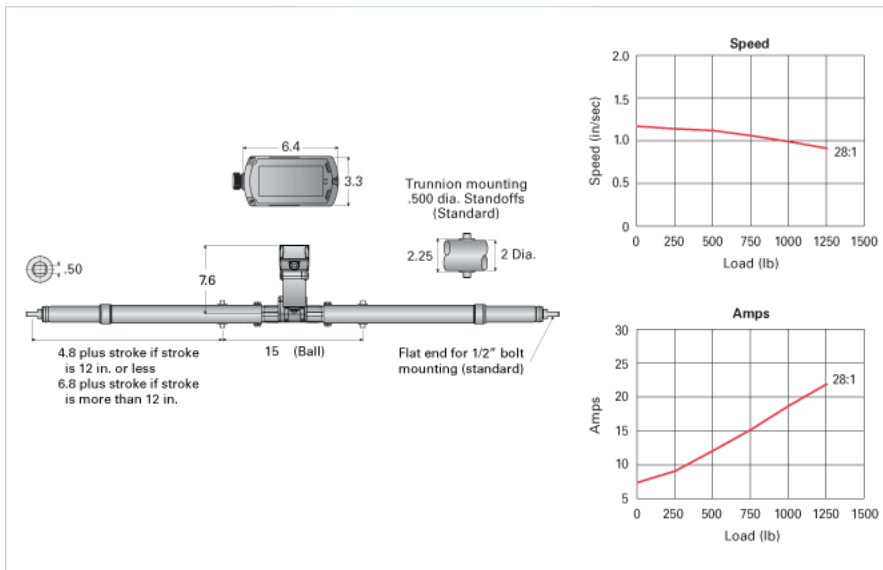 6.4
3.3
Trunnion mounting
.500 dia. Standoffs
(Standard)
2.25
2 Dia.
.50
7.6
4.8 plus stroke if stroke
is 12 in. or less
6.8 plus stroke if stroke
is more than 12 in.
15 (Ball)
Flat end for 1/2" bolt
mounting (standard)
Speed
Speed (in/sec)
2.0
1.5
1.0
0.5
0
28:1
0 250 500 750 1000 1250 1500
Load (lb)
Amps
Amps
30
25
20
15
10
5
28:1
0 250 500 750 1000 1250 1500
Load (lb)